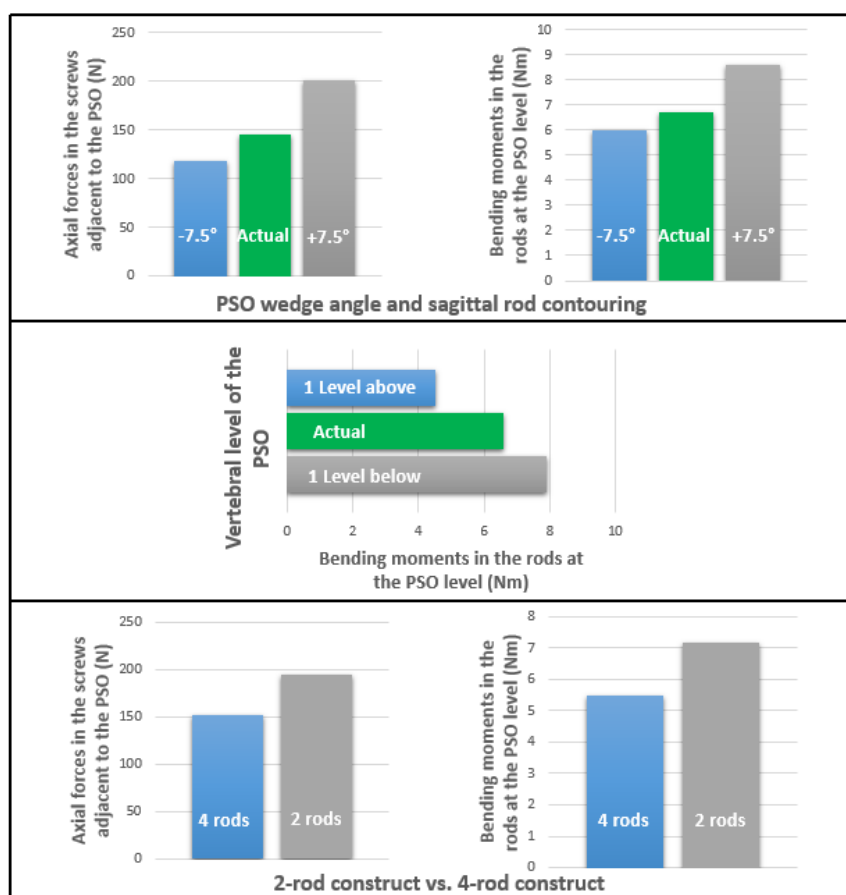 Axial forces in the screws
adjacent to the PSO (N)
250
200
150
100
50
0
-7.5°
Actual
+7.5°
Bending moments in the
rods at the PSO level (Nm)
10
9
8
7
6
5
4
3
2
1
0
-7.5°
Actual
+7.5°
PSO wedge angle and sagittal rod contouring
Vertebral level of the
PSO
1 Level above
Actual
1 Level below
0 2 4 6 8 10
Bending moments in the rods at
the PSO level (Nm)
Axial forces in the screws
adjacent to the PSO (N)
250
200
150
100
50
0
4 rods
2 rods
Bending moments in the
rods at the PSO level (Nm)
8
7
6
5
4
3
2
1
0
4 rods
2 rods
2-rod construct vs. 4-rod construct